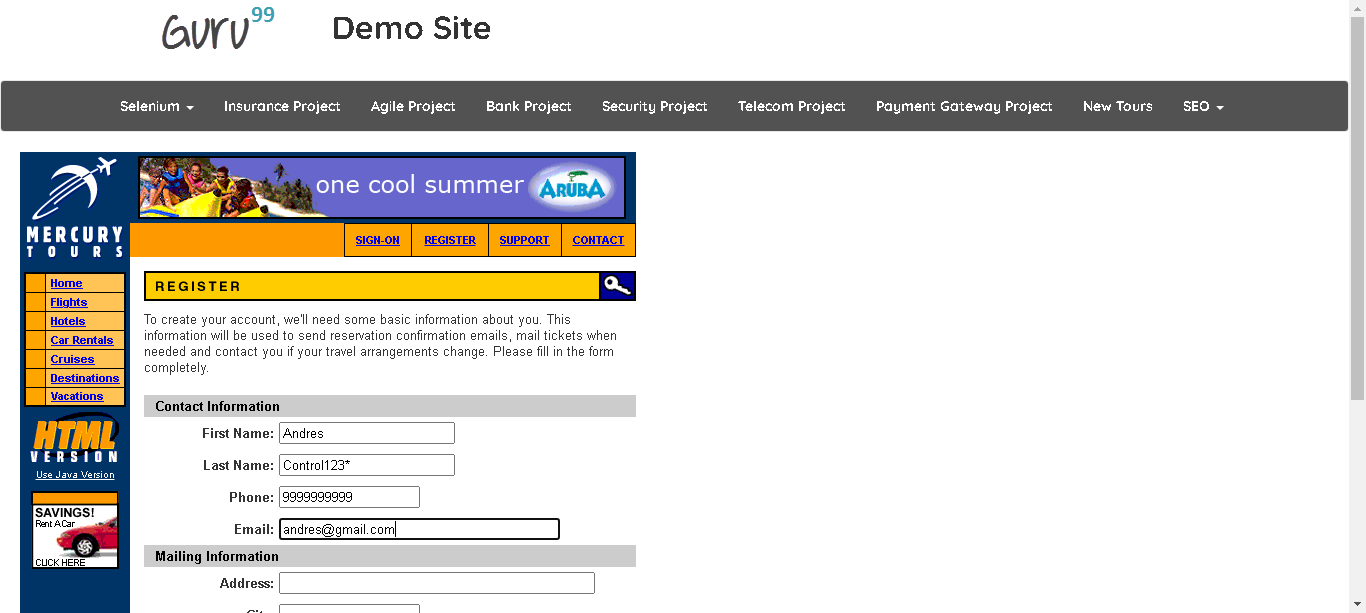 Guru99 Demo Site
Selenium Insurance Project Agile Project Bank Project Security Project Telecom Project Payment Gateway Project New Tours SEO
one cool summer ARUBA
MERCURY
TOURS
SIGN-ON REGISTER SUPPORT CONTACT
Home
Flights
Hotels
Car Rentals
Cruises
Destinations
Vacations
HTML
VERSION
Use Java Version
SAVINGS!
Rent A Car
CLICK HERE
REGISTER
To create your account, we'll need some basic information about you. This
information will be used to send reservation confirmation emails, mail tickets when
needed and contact you if your travel arrangements change. Please fill in the form
completely.
Contact Information
First Name: Andres
Last Name: Control123*
Phone: 9999999999
Email: andres@gmail.com
Mailing Information
Address: